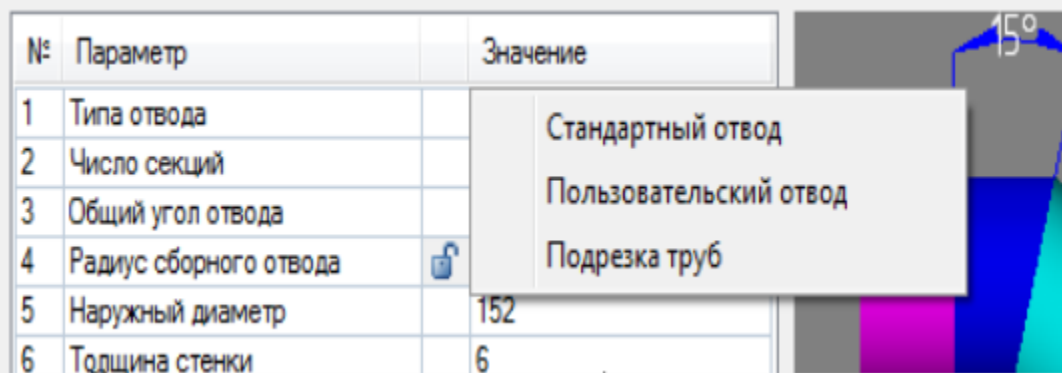 № Параметр Значение
1 Типа отвода
2 Число секций
3 Общий угол отвода
4 Радиус сборного отвода
5 Наружный диаметр 152
6 Толщина стенки 6
Стандартный отвод
Пользовательский отвод
Подрезка труб
15°